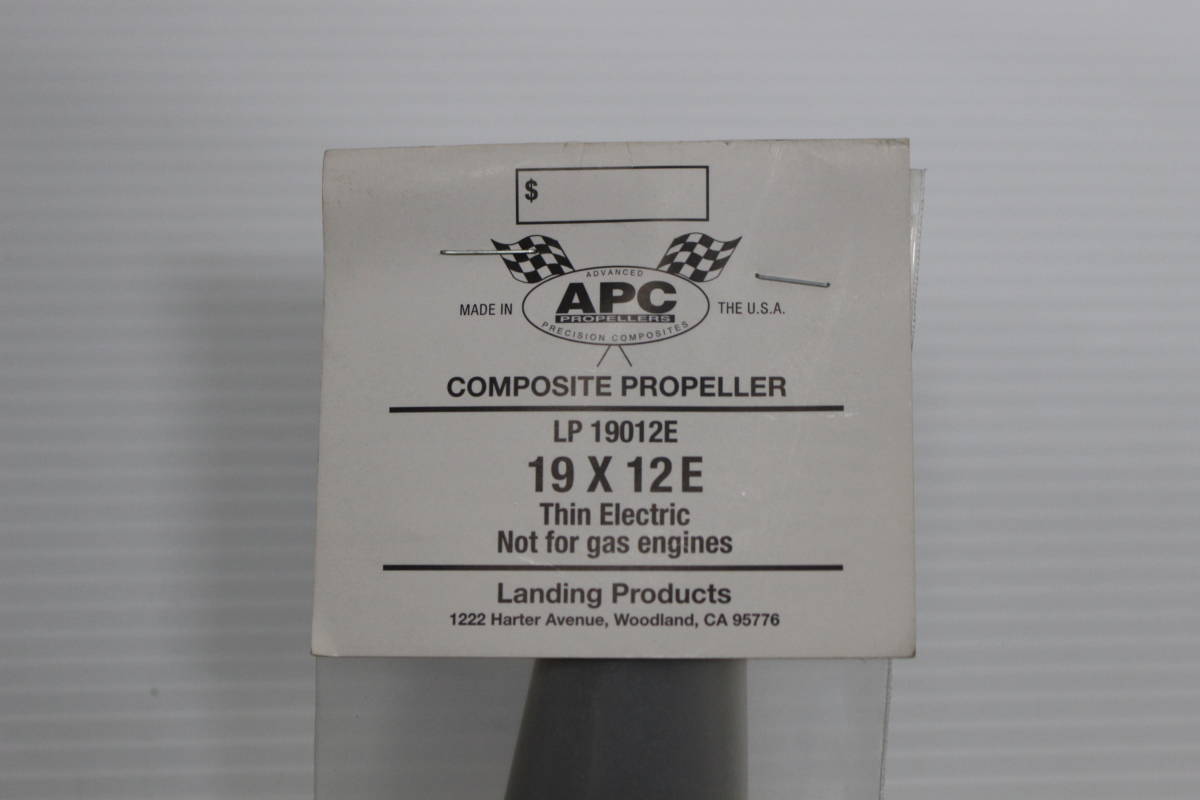 $
ADVANCED
MADE IN APC THE U.S.A.
PROPELLERS
PRECISION COMPOSITES
COMPOSITE PROPELLER
LP 19012E
19 X 12 E
Thin Electric
Not for gas engines
Landing Products
1222 Harter Avenue, Woodland, CA 95776